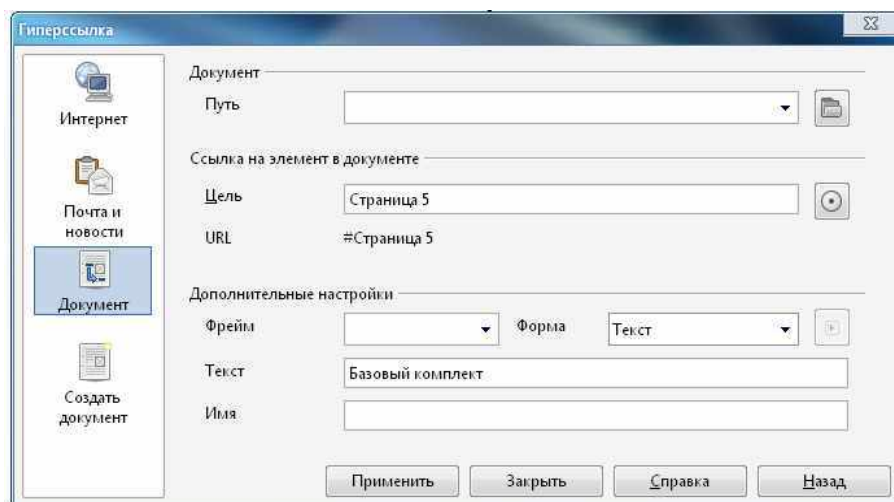 Гиперссылка
Интернет
Почта и
новости
Документ
Создать
документ
Документ
Путь
Ссылка на элемент в документе
Цель
Страница 5
URL
#Страница 5
Дополнительные настройки
Фрейм
Форма
Текст
Текст
Базовый комплект
Имя
Применить
Закрыть
Справка
Назад